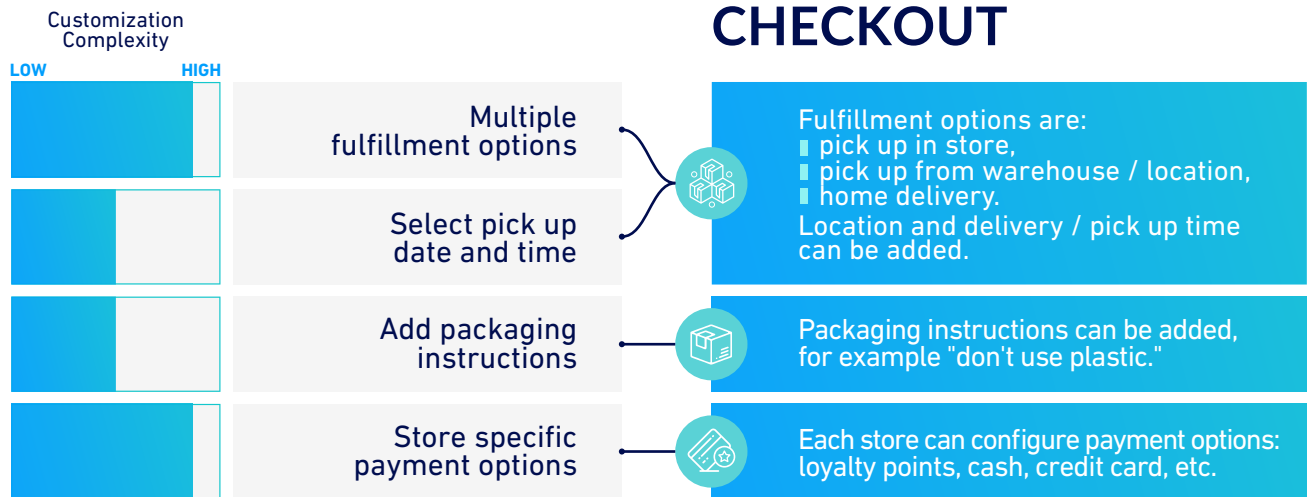 Customization
Complexity
LOW HIGH
CHECKOUT
Multiple
fulfillment options
Select pick up
date and time
Fulfillment options are:
pick up in store,
pick up from warehouse / location,
home delivery.
Location and delivery / pick up time
can be added.
Add packaging
instructions
Packaging instructions can be added,
for example "don't use plastic."
Store specific
payment options
Each store can configure payment options:
loyalty points, cash, credit card, etc.